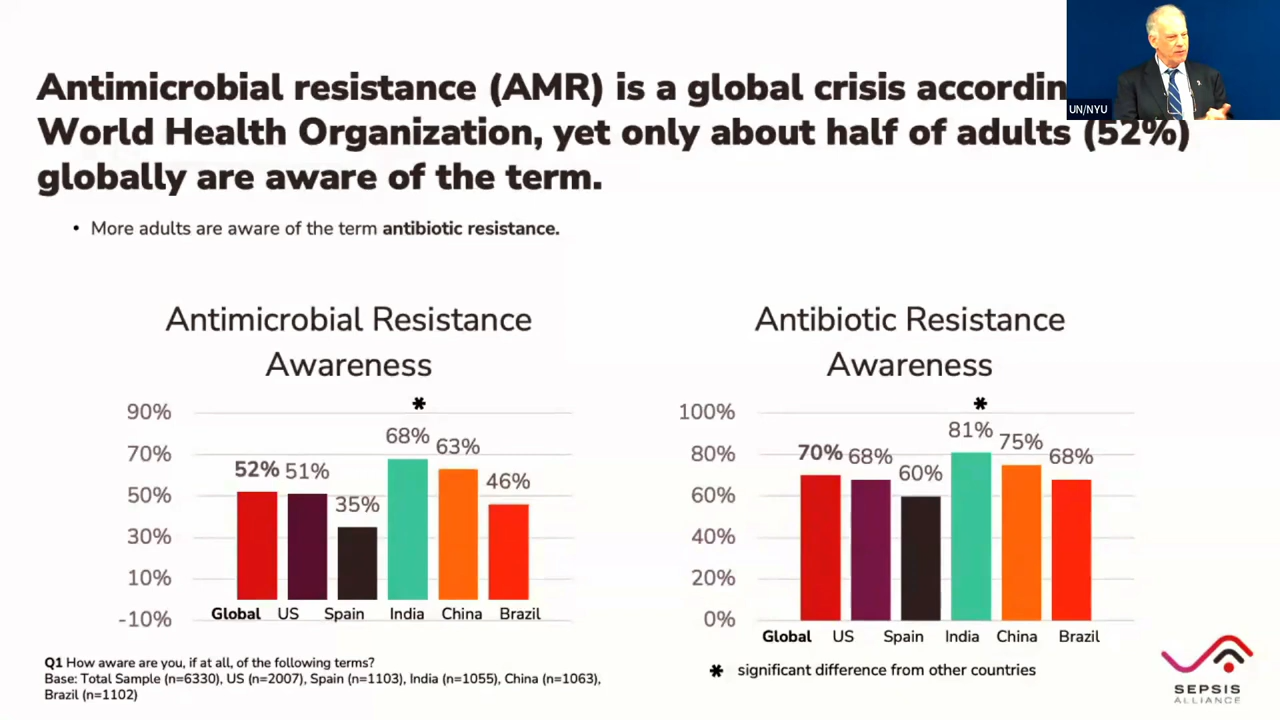 Antimicrobial resistance (AMR) is a global crisis accordin
World Health Organization, yet only about half of adults (52%)
globally are aware of the term.
UN/NYU
• More adults are aware of the term antibiotic resistance.
Antimicrobial Resistance
Awareness
*
90%
70%
50%
30%
10%
-10%
52%
51%
35%
68%
63%
46%
Global
US
Spain
India
China
Brazil
Antibiotic Resistance
Awareness
*
100%
80%
60%
40%
20%
0%
70%
68%
60%
81%
75%
68%
Global
US
Spain
India
China
Brazil
Q1 How aware are you, if at all, of the following terms?
Base: Total Sample (n=6330), US (n=2007), Spain (n=1103), India (n=1055), China (n=1063),
Brazil (n=1102)
* significant difference from other countries
SEPSIS
ALLIANCE